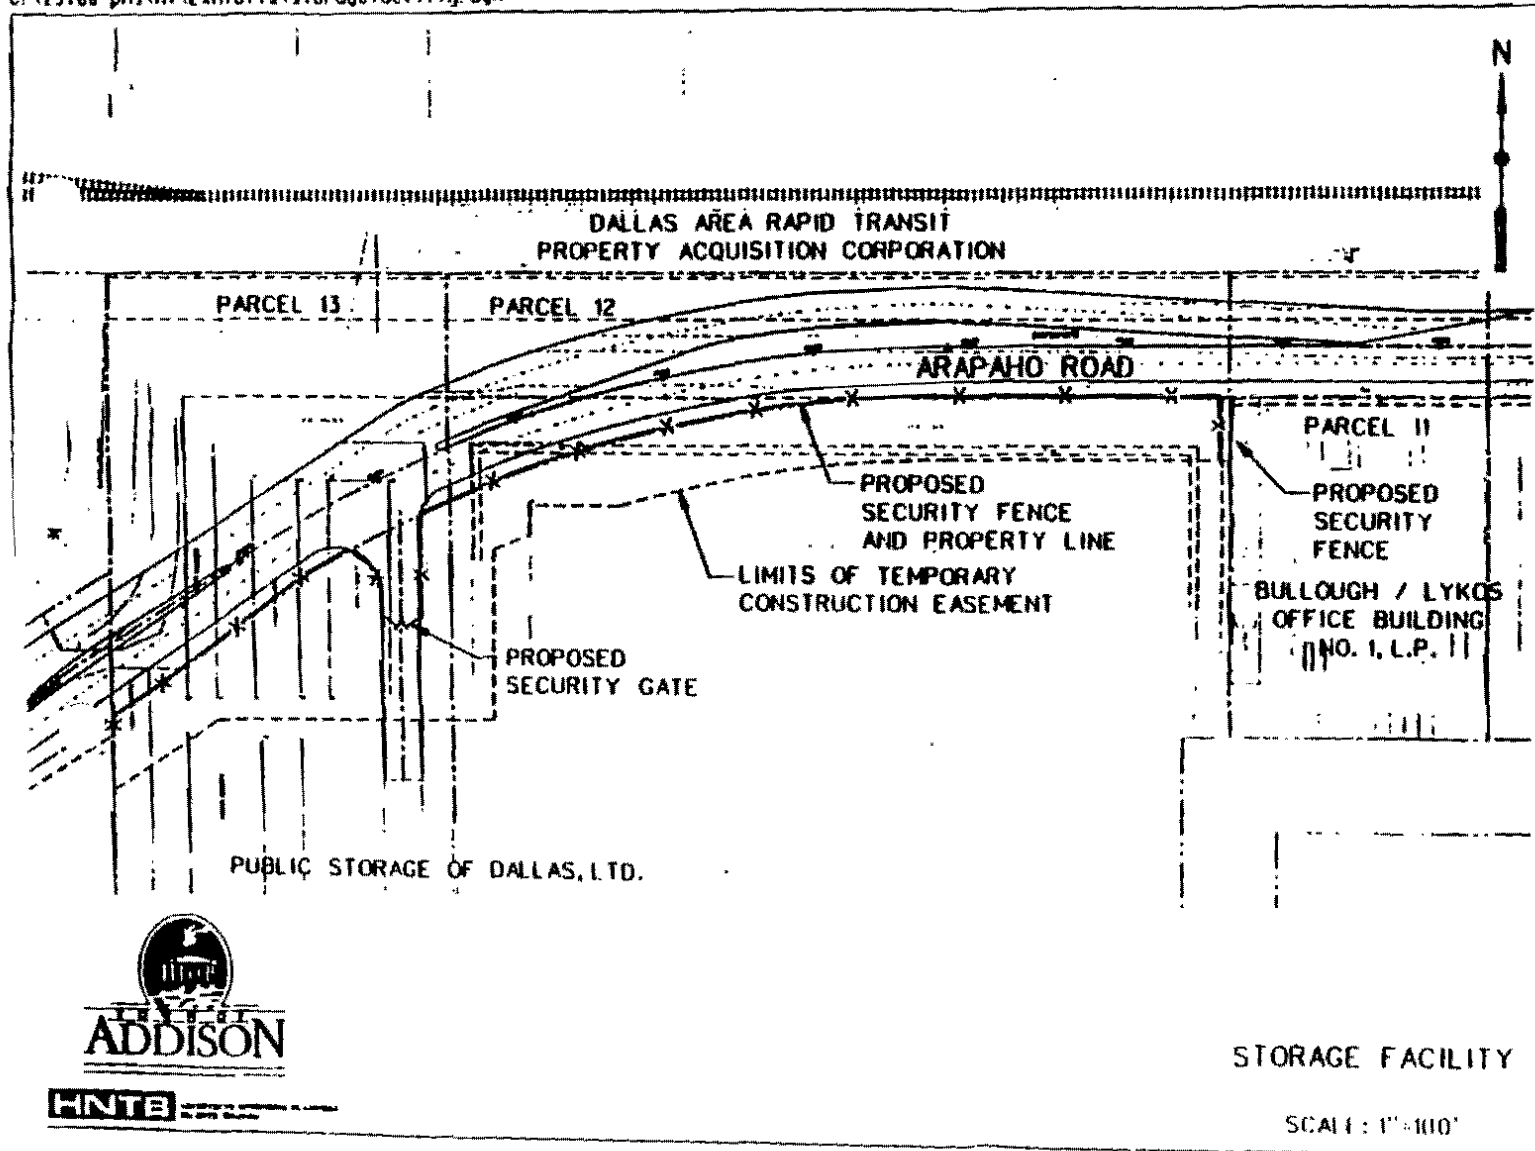 N
DALLAS AREA RAPID TRANSIT
PROPERTY ACQUISITION CORPORATION
PARCEL 13
PARCEL 12
ARAPAHO ROAD
PARCEL 11
PROPOSED
SECURITY FENCE
AND PROPERTY LINE
PROPOSED
SECURITY
FENCE
LIMITS OF TEMPORARY
CONSTRUCTION EASEMENT
BULLOUGH / LYKOS
OFFICE BUILDING
NO. 1, L.P.
PROPOSED
SECURITY GATE
PUBLIC STORAGE OF DALLAS, LTD.
TOWN OF
ADDISON
STORAGE FACILITY
HNTB
SCALE: 1"=100'